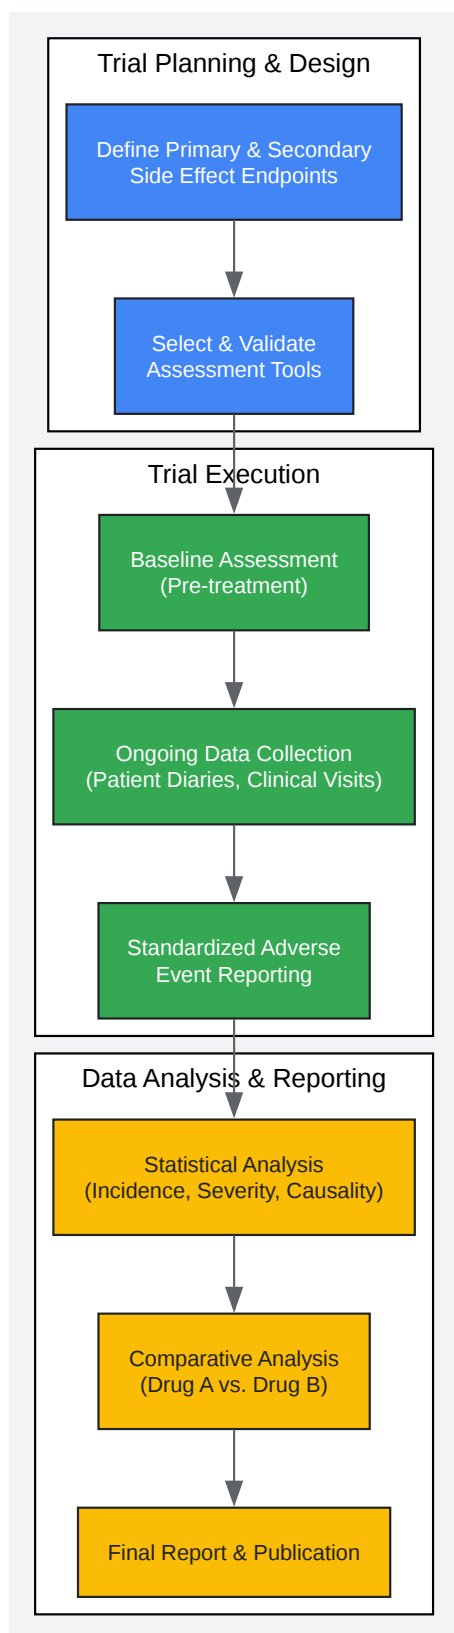 Trial Planning & Design
Define Primary & Secondary
Side Effect Endpoints
Select & Validate
Assessment Tools
Trial Execution
Baseline Assessment
(Pre-treatment)
Ongoing Data Collection
(Patient Diaries, Clinical Visits)
Standardized Adverse
Event Reporting
Data Analysis & Reporting
Statistical Analysis
(Incidence, Severity, Causality)
Comparative Analysis
(Drug A vs. Drug B)
Final Report & Publication